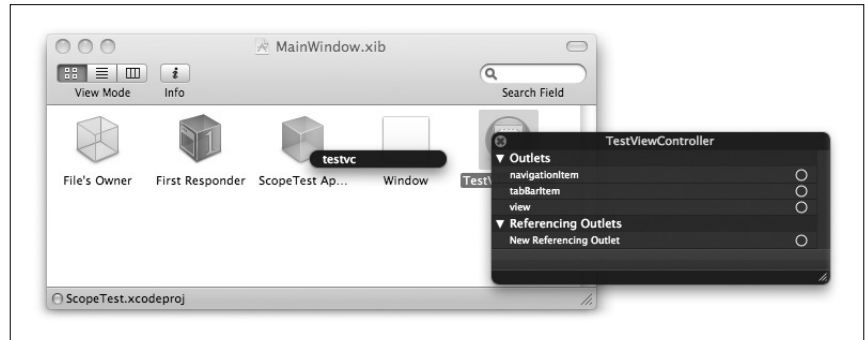 MainWindow.xib
View Mode
Info
Search Field
testvc
File's Owner
First Responder
ScopeTest Ap...
Window
Test
TestViewController
Outlets
navigationItem
tabBarItem
view
Referencing Outlets
New Referencing Outlet
ScopeTest.xcodeproj